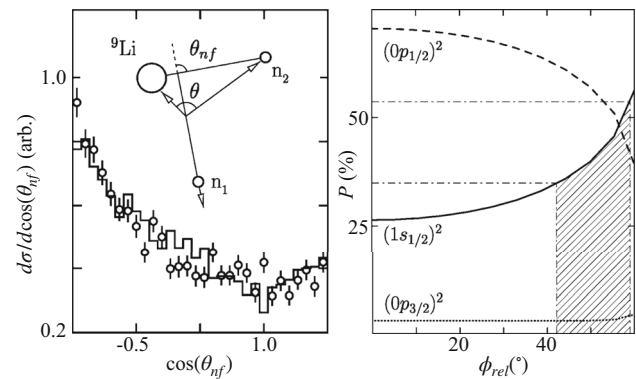 ⁹Li
θnf
n₂
θ
n₁
1.0
0.2
-0.5
1.0
cos(θnf)
dσ/dcos(θnf) (arb.)
(0p1/2)²
(1s1/2)²
(0p3/2)²
50
25
P (%)
20
40
ϕrel(°)